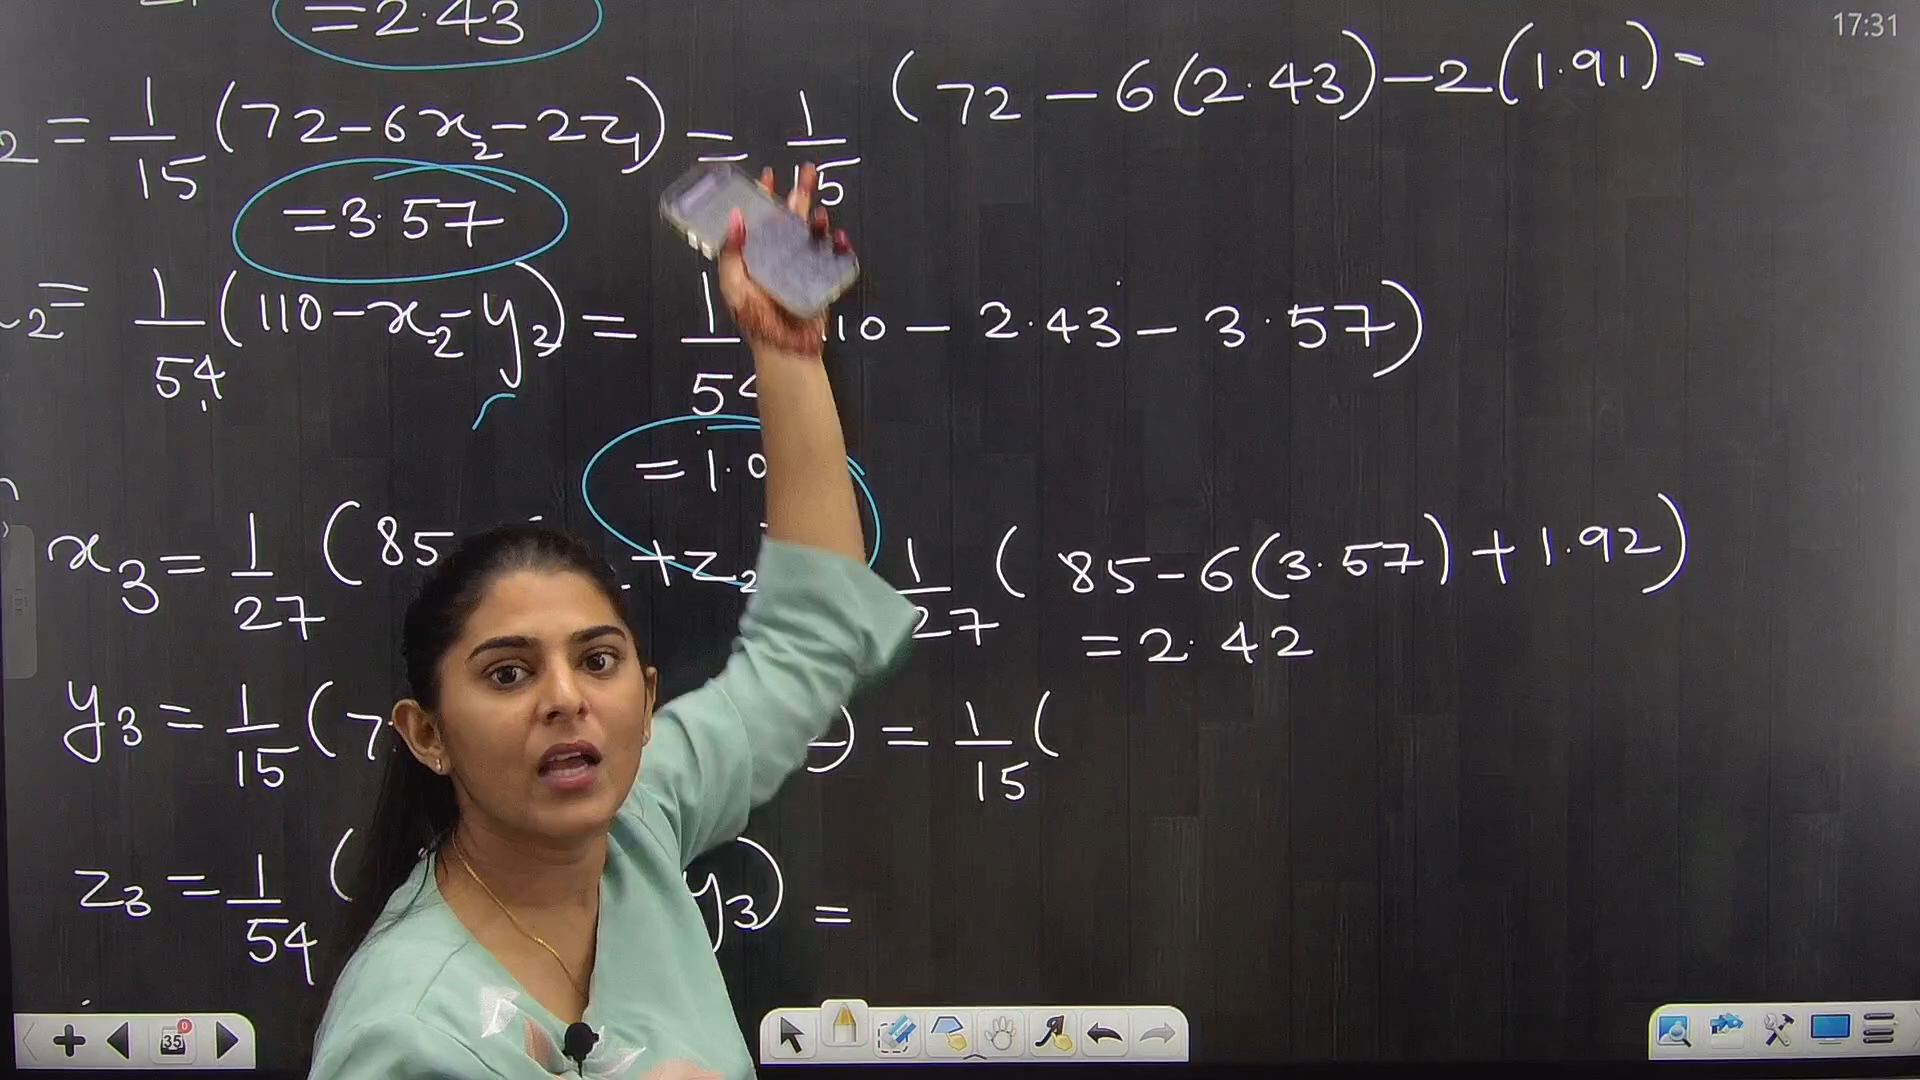 17:31
= 2.43
2 = 1/15 (72 - 6x₂ - 2z₁) = 1/15 (72 - 6(2.43) - 2(1.91) =
= 3.57
2 = 1/54 (110 - x₂ - y₂) = 1/54 10 - 2.43 - 3.57)
= 1.9
x₃ = 1/27 (85 + z₂ 1/27 (85 - 6(3.57) + 1.92)
= 2.42
y₃ = 1/15 (7 ) = 1/15 (
z₃ = 1/54 ( y₃) =
35
0